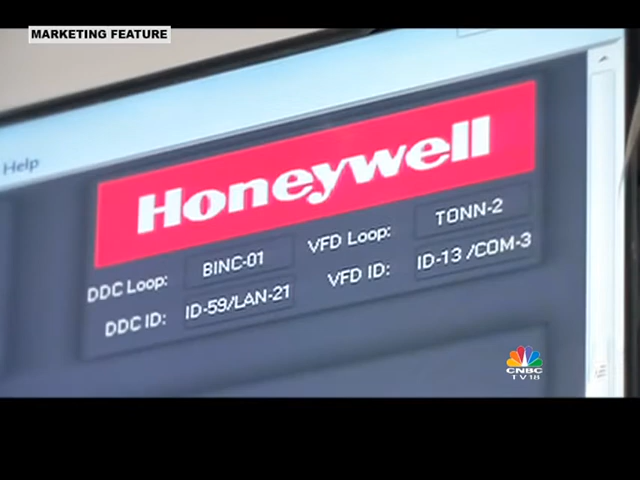 MARKETING FEATURE
Help
Honeywell
DDC Loop: BINC-01 VFD Loop: TONN-2
DDC ID: ID-59/LAN-21 VFD ID: ID-13 /COM-3
CNBC
TV18